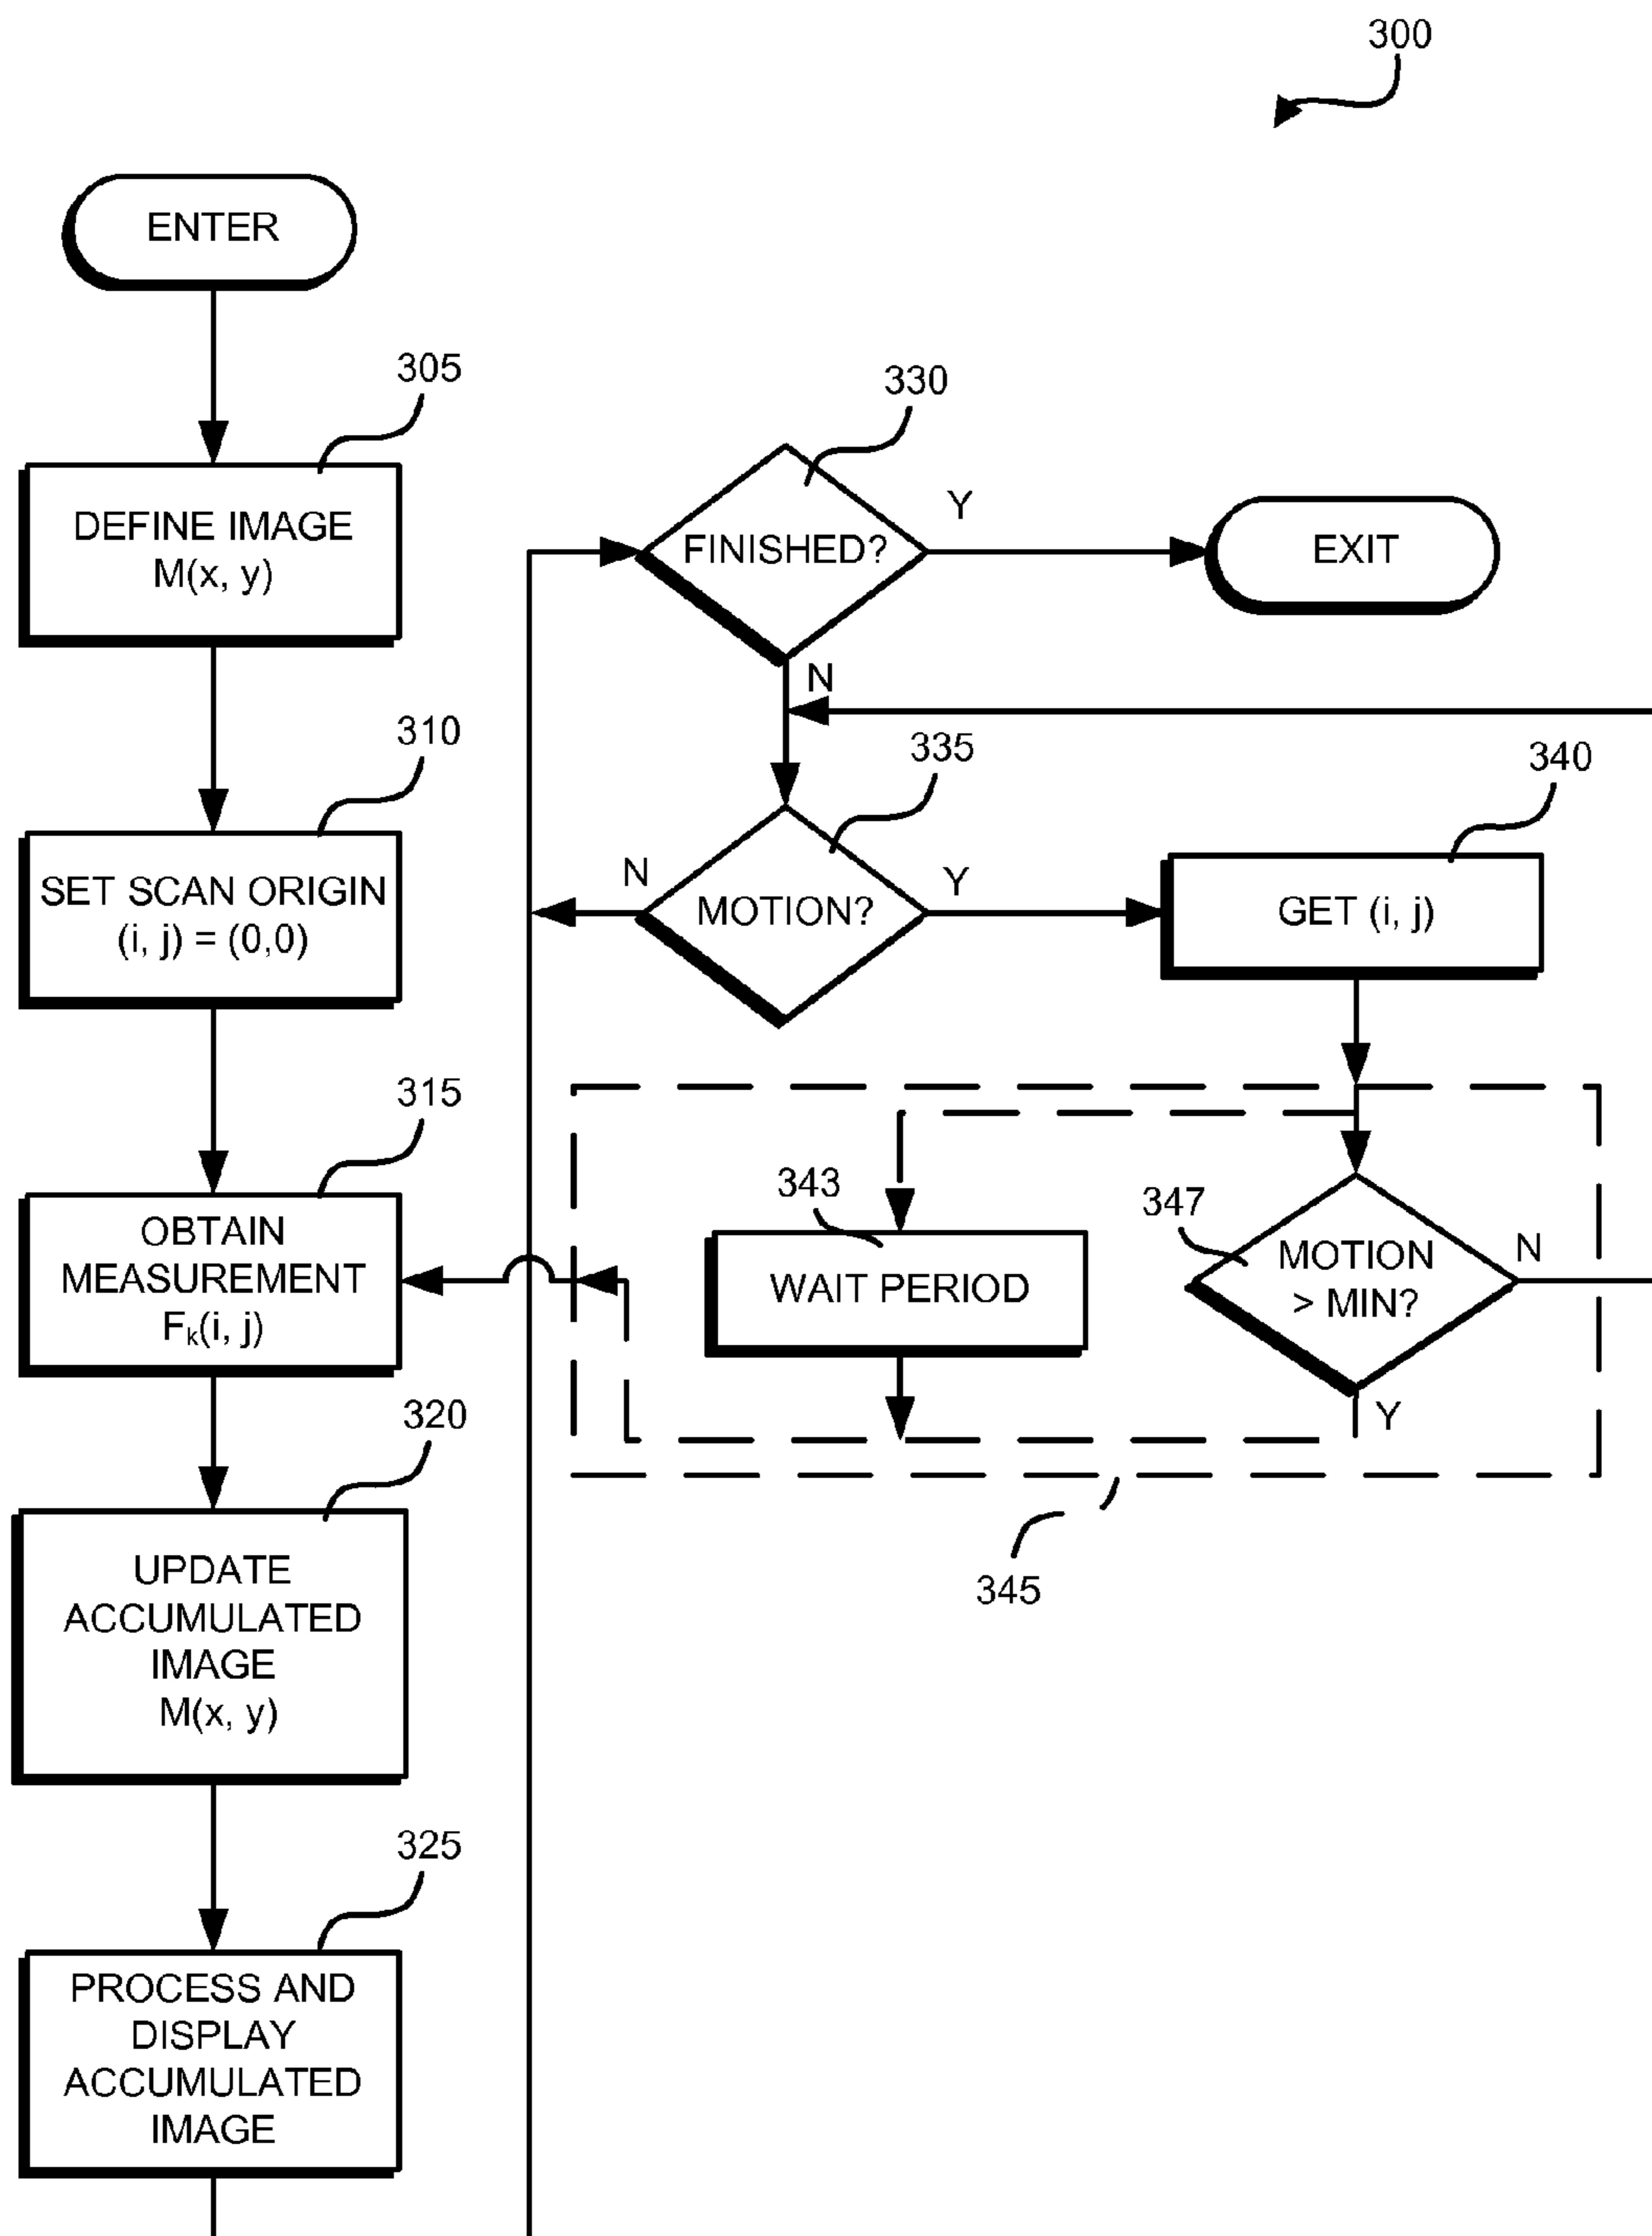 300
ENTER
305
DEFINE IMAGE
M(x, y)
310
SET SCAN ORIGIN
(i, j) = (0,0)
315
OBTAIN
MEASUREMENT
Fk(i, j)
320
UPDATE
ACCUMULATED
IMAGE
M(x, y)
325
PROCESS AND
DISPLAY
ACCUMULATED
IMAGE
330
FINISHED?
Y
EXIT
N
335
N
MOTION?
Y
340
GET (i, j)
343
WAIT PERIOD
347
MOTION
> MIN?
N
Y
345